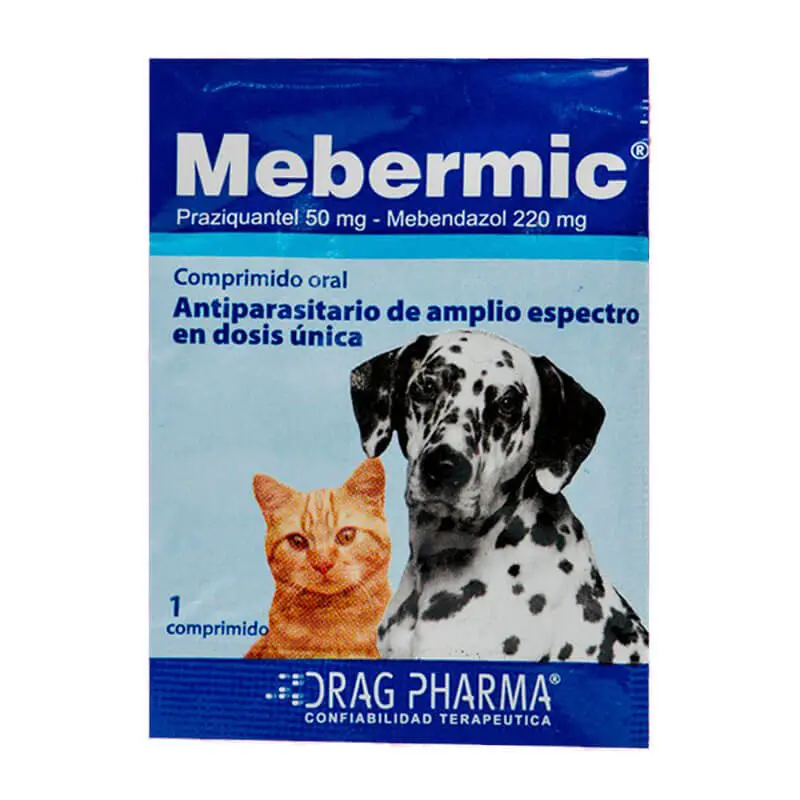 Mebermic®
Praziquantel 50 mg - Mebendazol 220 mg
Comprimido oral
Antiparasitario de amplio espectro
en dosis única
1
comprimido
DRAG PHARMA®
CONFIABILIDAD TERAPEUTICA